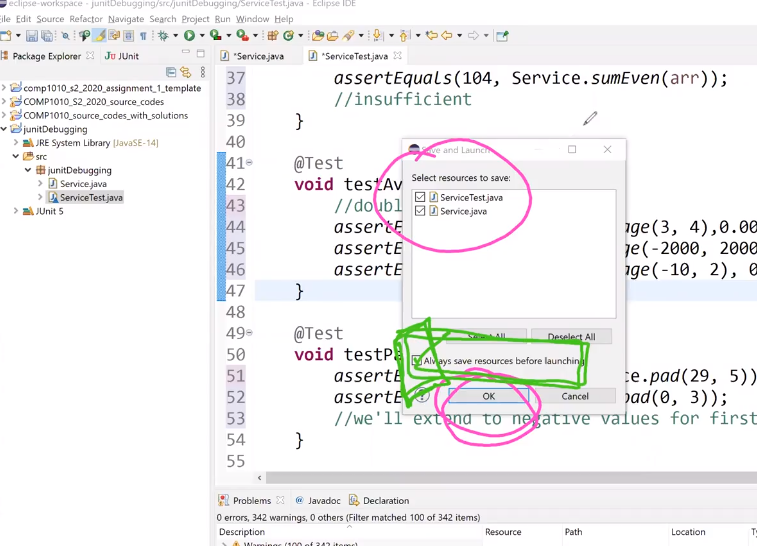 eclipse-workspace - junitDebugging/src/junitDebugging/ServiceTest.java - Eclipse IDE
File Edit Source Refactor Navigate Search Project Run Window Help
Package Explorer
JUnit
comp1010_s2_2020_assignment_1_template
COMP1010_S2_2020_source_codes
COMP1010_source_codes_with_solutions
junitDebugging
JRE System Library [JavaSE-14]
src
junitDebugging
Service.java
ServiceTest.java
JUnit 5
*Service.java
*ServiceTest.java
37 assertEquals(104, Service.sumEven(arr));
38 //insufficient
39 }
40
41 @Test
42 void testAv
43 //doubl
44 assertE age(3, 4),0.00
45 assertE age(-2000, 2000
46 assertE age(-10, 2), 0
47 }
48
49 @Test
50 void testPa
51 assertE ce.pad(29, 5));
52 assertE pad(0, 3));
53 //we'll extend to negative values for first
54 }
55
Save and Launch
Select resources to save:
ServiceTest.java
Service.java
Select All Deselect All
Always save resources before launching
OK Cancel
Problems @ Javadoc Declaration
0 errors, 342 warnings, 0 others (Filter matched 100 of 342 items)
Description Resource Path Location Ty
Warnings (100 of 342 items)